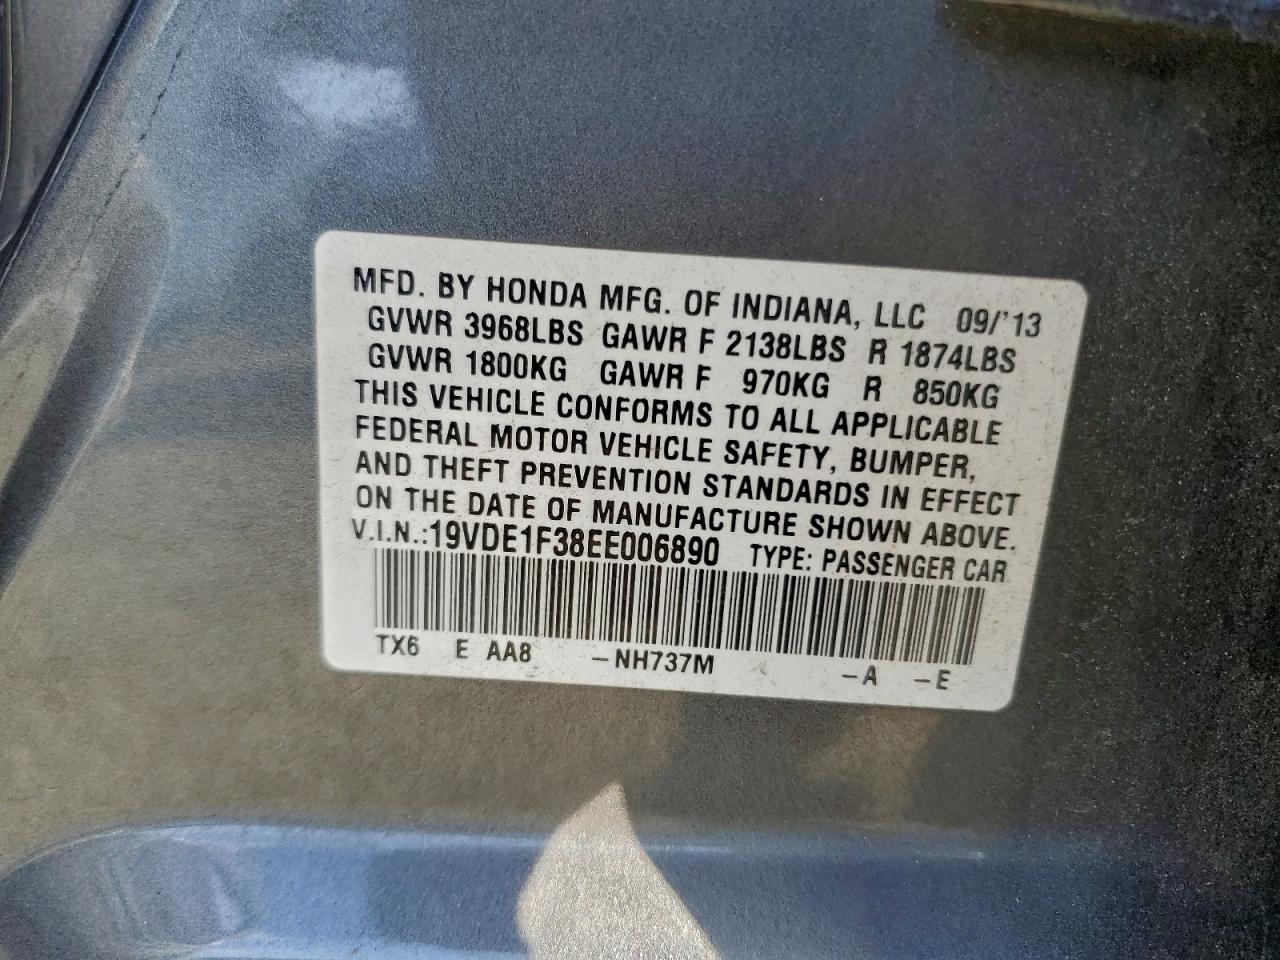 MFD. BY HONDA MFG. OF INDIANA, LLC 09/'13
GVWR 3968LBS GAWR F 2138LBS R 1874LBS
GVWR 1800KG GAWR F 970KG R 850KG
THIS VEHICLE CONFORMS TO ALL APPLICABLE
FEDERAL MOTOR VEHICLE SAFETY, BUMPER,
AND THEFT PREVENTION STANDARDS IN EFFECT
ON THE DATE OF MANUFACTURE SHOWN ABOVE.
V.I.N.:19VDE1F38EE006890 TYPE: PASSENGER CAR
TX6 E AA8 -NH737M -A -E